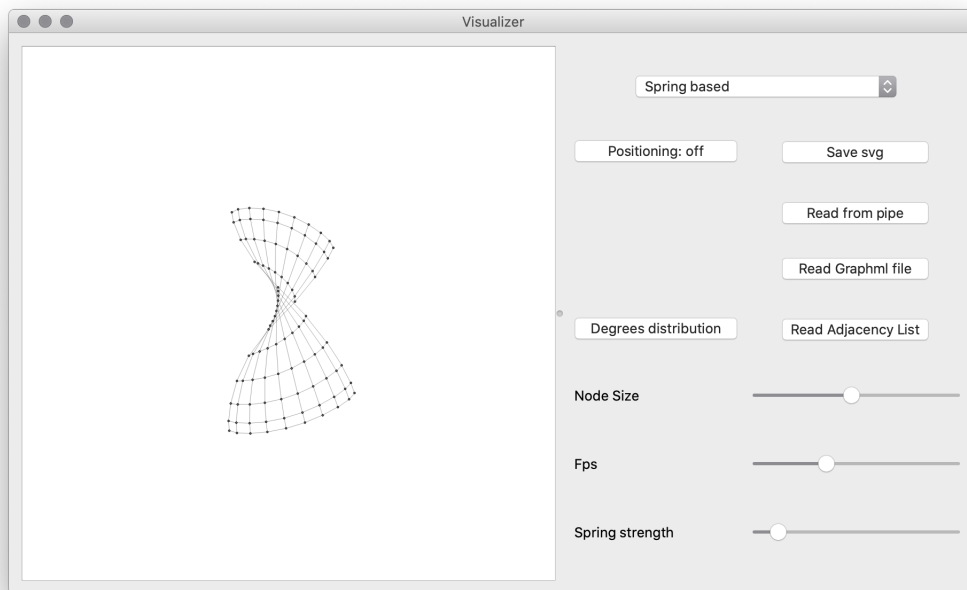 Visualizer
Spring based
Positioning: off
Save svg
Read from pipe
Read Graphml file
Degrees distribution
Read Adjacency List
Node Size
Fps
Spring strength